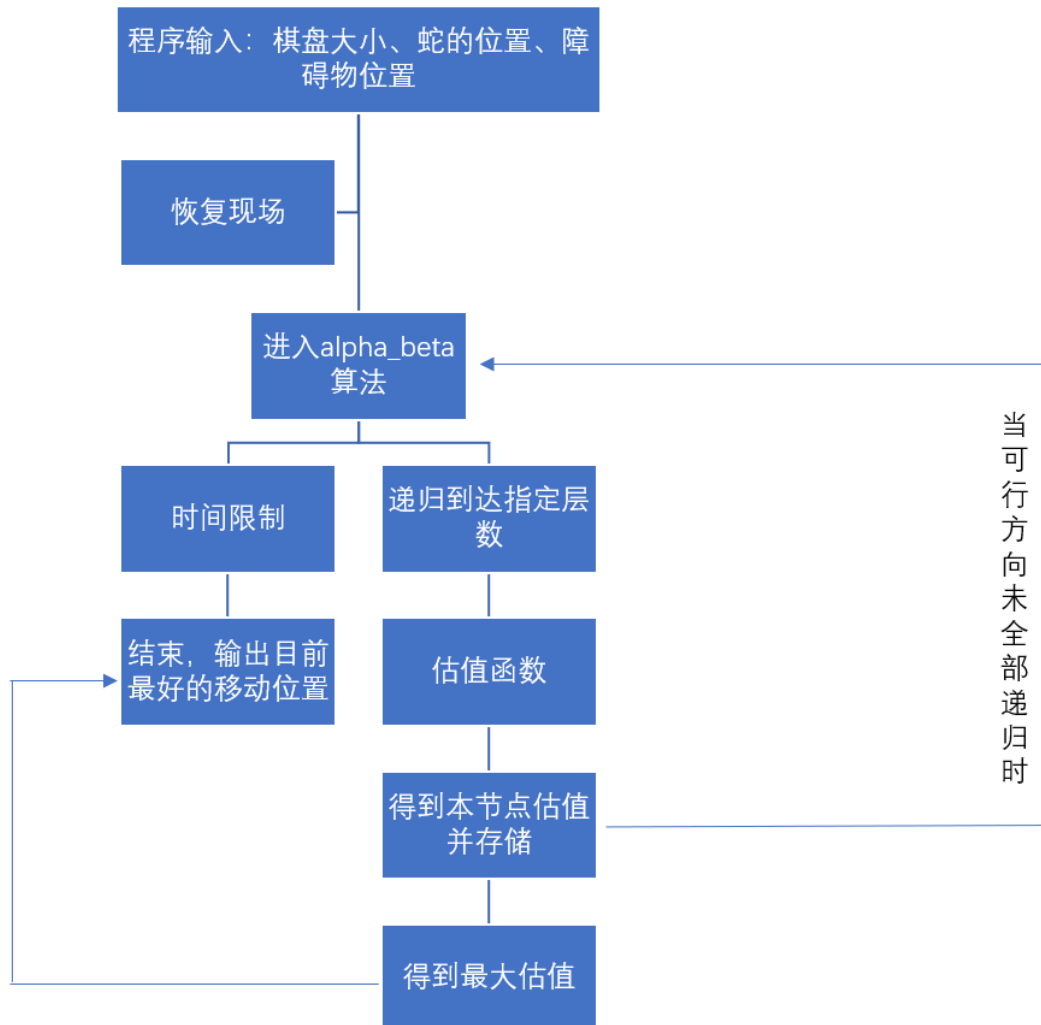 程序输入：棋盘大小、蛇的位置、障
碍物位置
恢复现场
进入alpha_beta
算法
时间限制
递归到达指定层
数
结束，输出目前
最好的移动位置
估值函数
得到本节点估值
并存储
得到最大估值
当
可
行
方
向
未
全
部
递
归
时